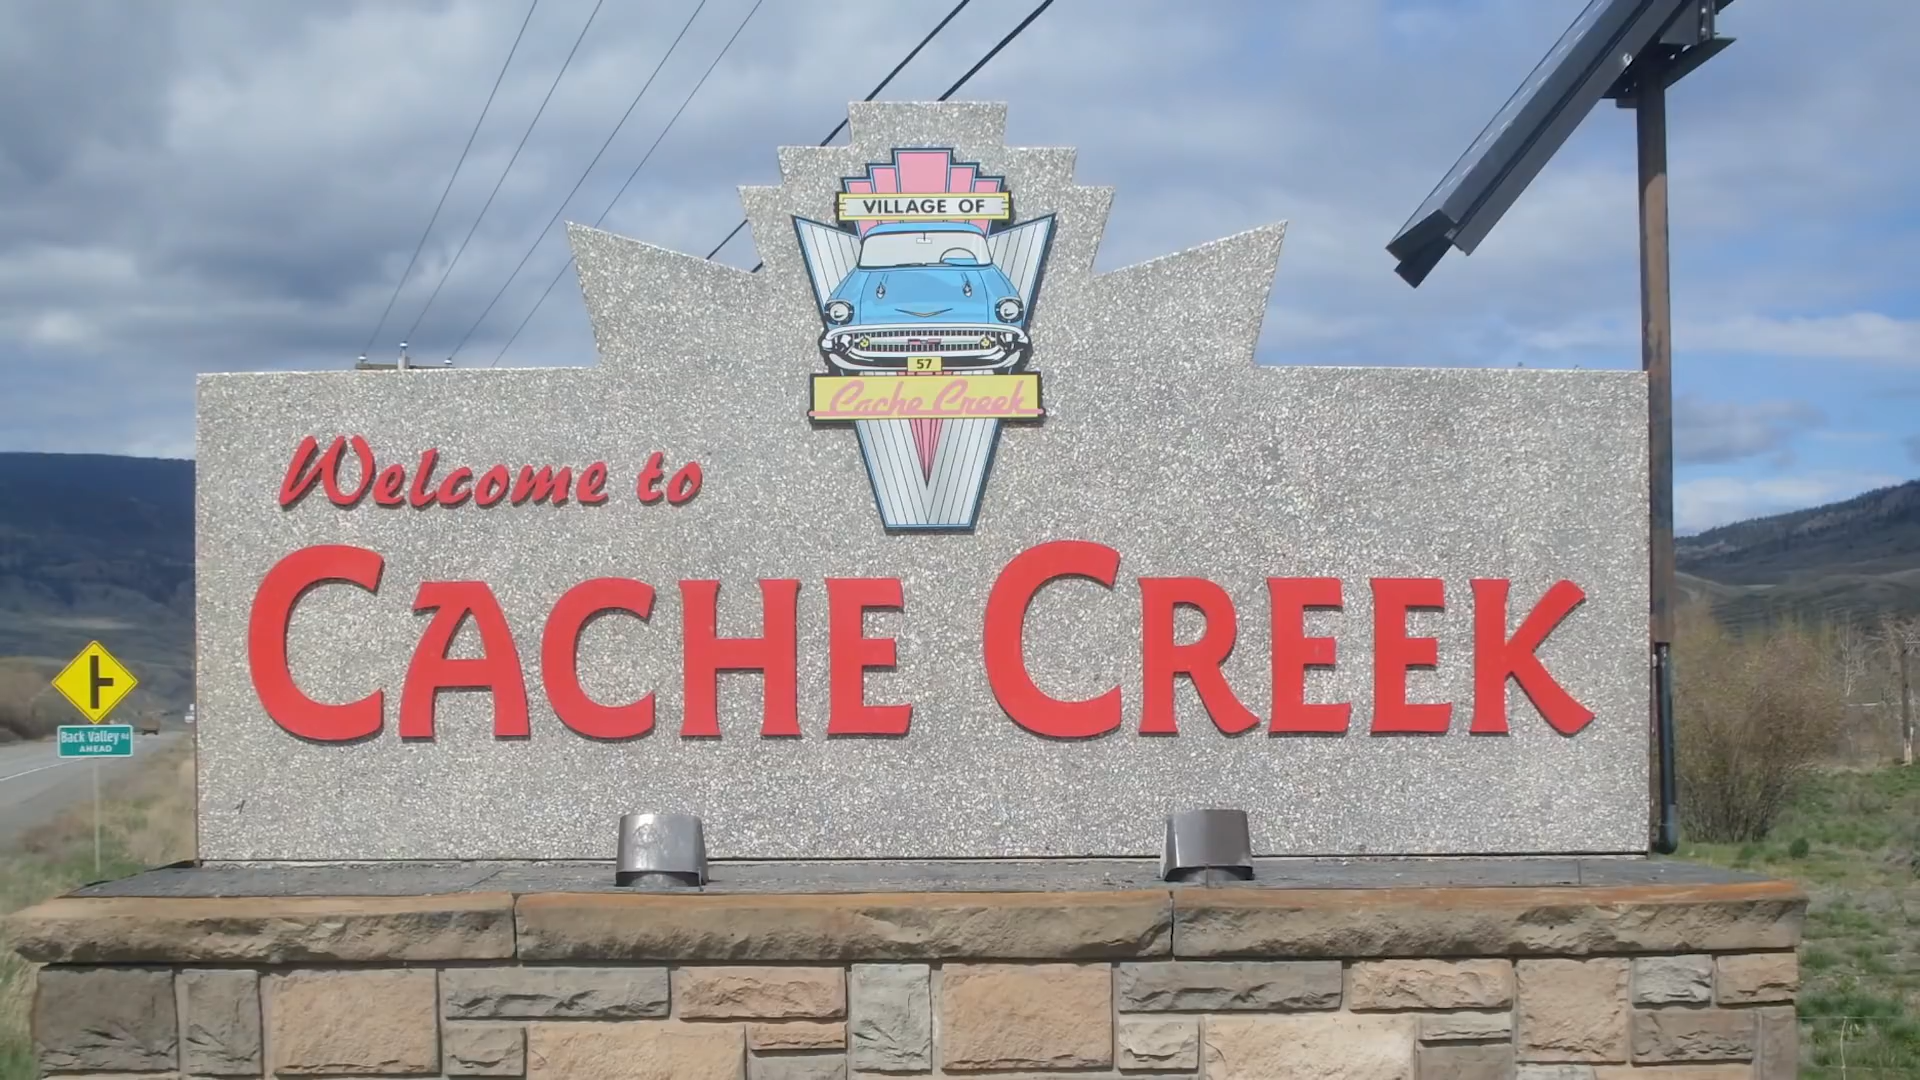 VILLAGE OF
57
Cache Creek
Welcome to
CACHE CREEK
Back Valley Rd
AHEAD